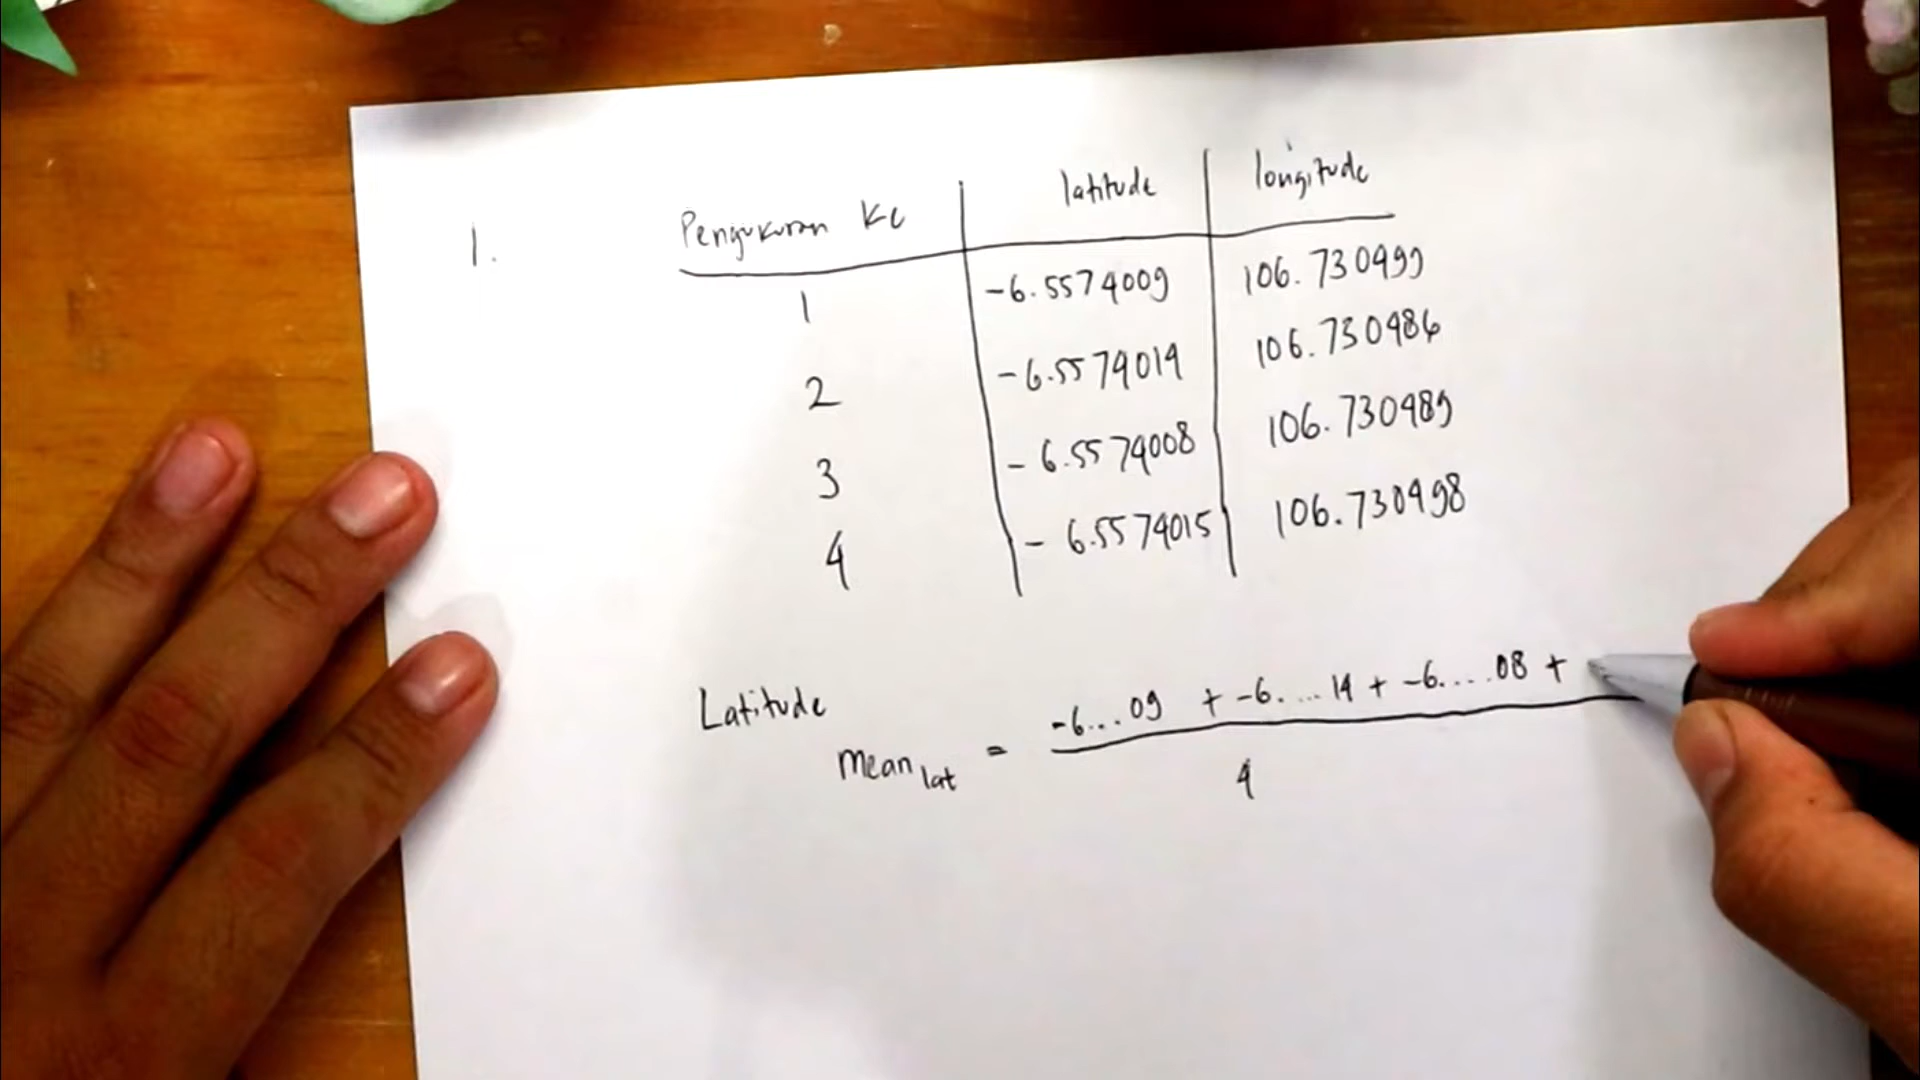 1. Pengukuran Ke latitude longitude
1 -6.5574009 106.730499
2 -6.5574014 106.730486
3 -6.5574008 106.730489
4 -6.5574015 106.730498
Latitude
Mean lat = -6...09 + -6....14 + -6....08 +
4